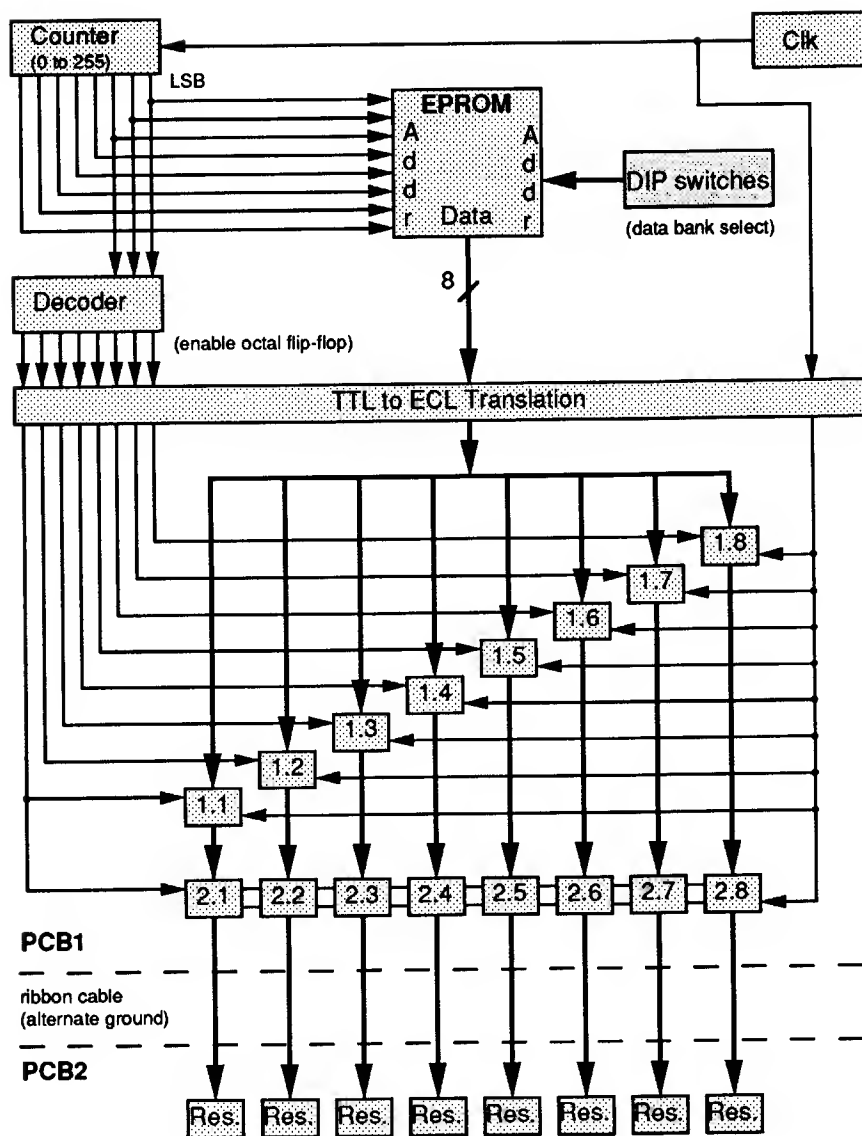 Counter
(0 to 255)
Clk
LSB
EPROM
A
d
d
r
A
d
d
r
Data
DIP switches
(data bank select)
8
Decoder
(enable octal flip-flop)
TTL to ECL Translation
1.8
1.7
1.6
1.5
1.4
1.3
1.2
1.1
2.1 2.2 2.3 2.4 2.5 2.6 2.7 2.8
PCB1
ribbon cable
(alternate ground)
PCB2
Res. Res. Res. Res. Res. Res. Res. Res.